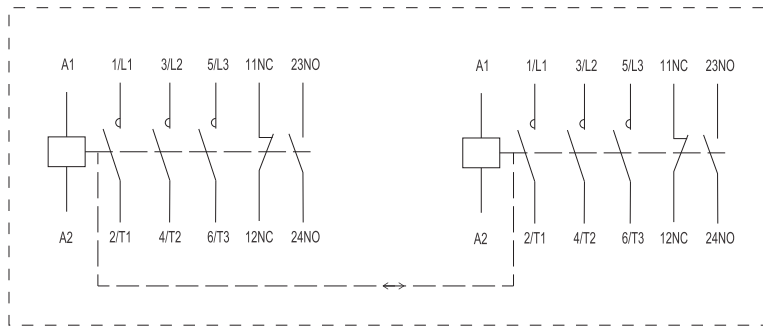 A1 1/L1 3/L2 5/L3 11NC 23NO
A1 1/L1 3/L2 5/L3 11NC 23NO
A2 2/T1 4/T2 6/T3 12NC 24NO
A2 2/T1 4/T2 6/T3 12NC 24NO